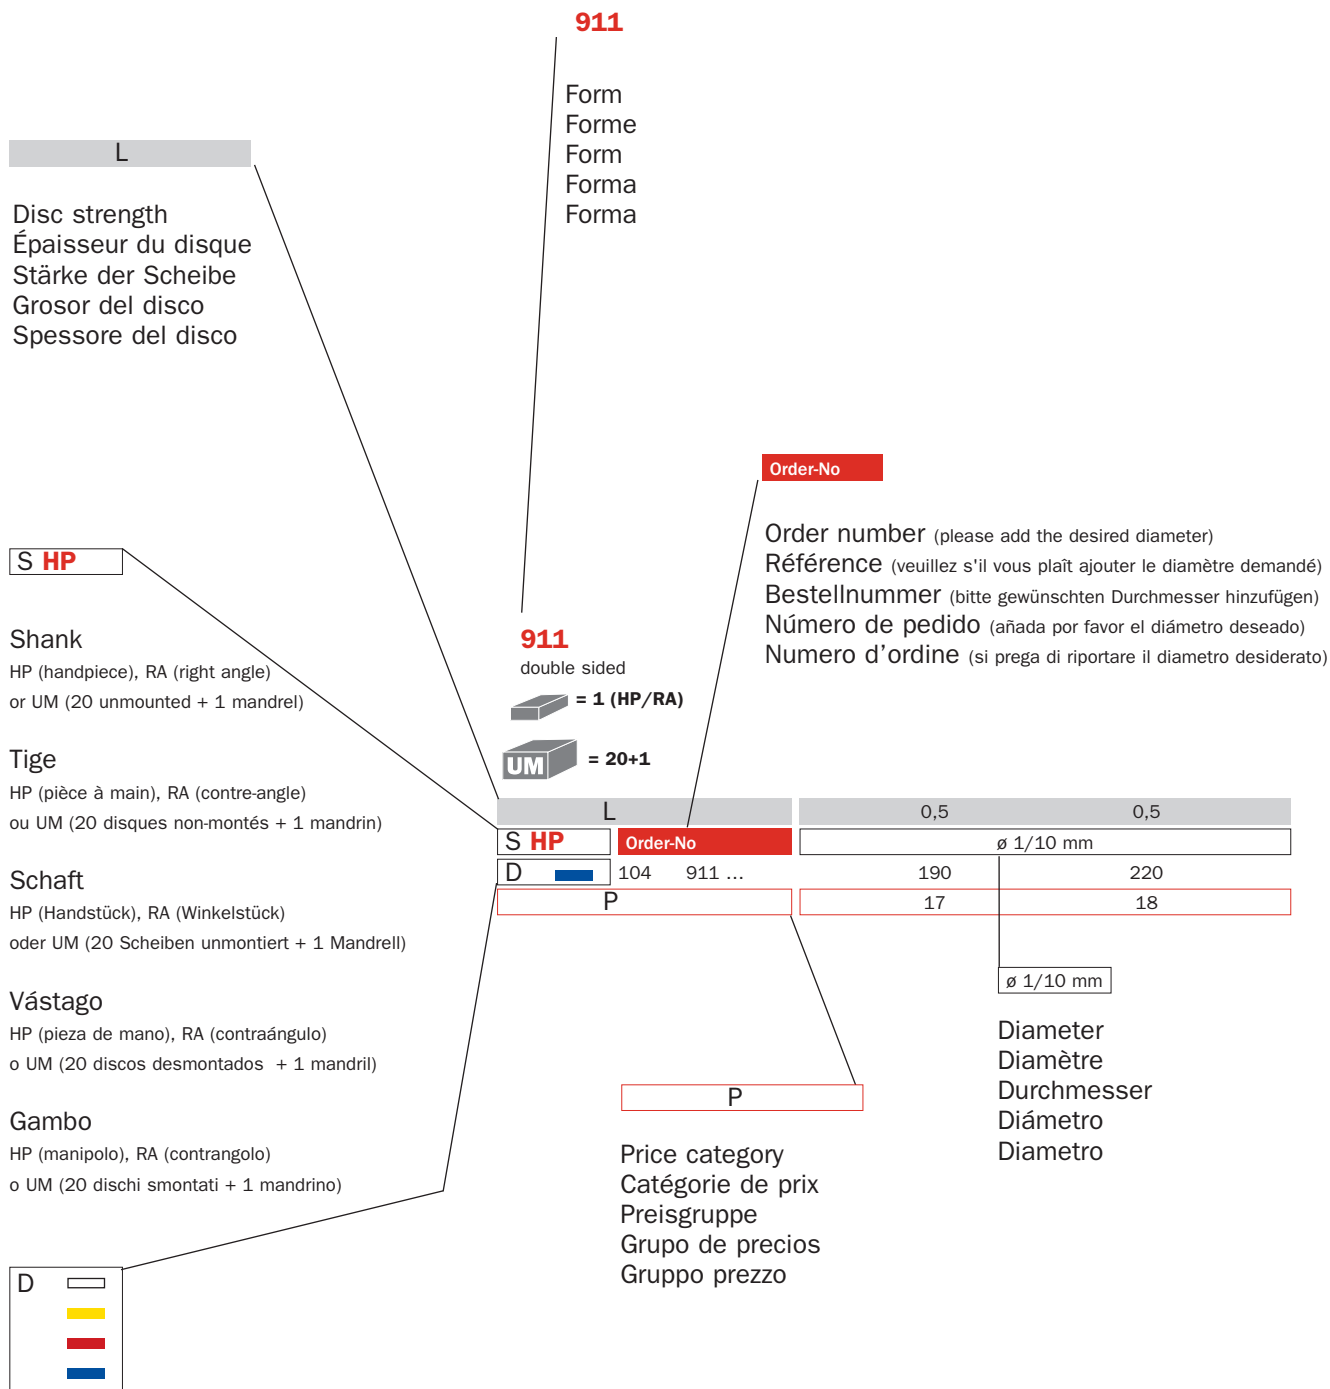 911
Form
Forme
Form
Forma
Forma
L
Disc strength
Épaisseur du disque
Stärke der Scheibe
Grosor del disco
Spessore del disco
Order-No
Order number (please add the desired diameter)
Référence (veuillez s'il vous plaît ajouter le diamètre demandé)
Bestellnummer (bitte gewünschten Durchmesser hinzufügen)
Número de pedido (añada por favor el diámetro deseado)
Numero d'ordine (si prega di riportare il diametro desiderato)
S HP
Shank
HP (handpiece), RA (right angle)
or UM (20 unmounted + 1 mandrel)
Tige
HP (pièce à main), RA (contre-angle)
ou UM (20 disques non-montés + 1 mandrin)
Schaft
HP (Handstück), RA (Winkelstück)
oder UM (20 Scheiben unmontiert + 1 Mandrell)
Vástago
HP (pieza de mano), RA (contraángulo)
o UM (20 discos desmontados + 1 mandril)
Gambo
HP (manipolo), RA (contrangolo)
o UM (20 dischi smontati + 1 mandrino)
911
double sided
= 1 (HP/RA)
UM = 20+1
L 0,5 0,5
S HP Order-No ø 1/10 mm
D 104 911 ... 190 220
P 17 18
ø 1/10 mm
Diameter
Diamètre
Durchmesser
Diámetro
Diametro
P
Price category
Catégorie de prix
Preisgruppe
Grupo de precios
Gruppo prezzo
D